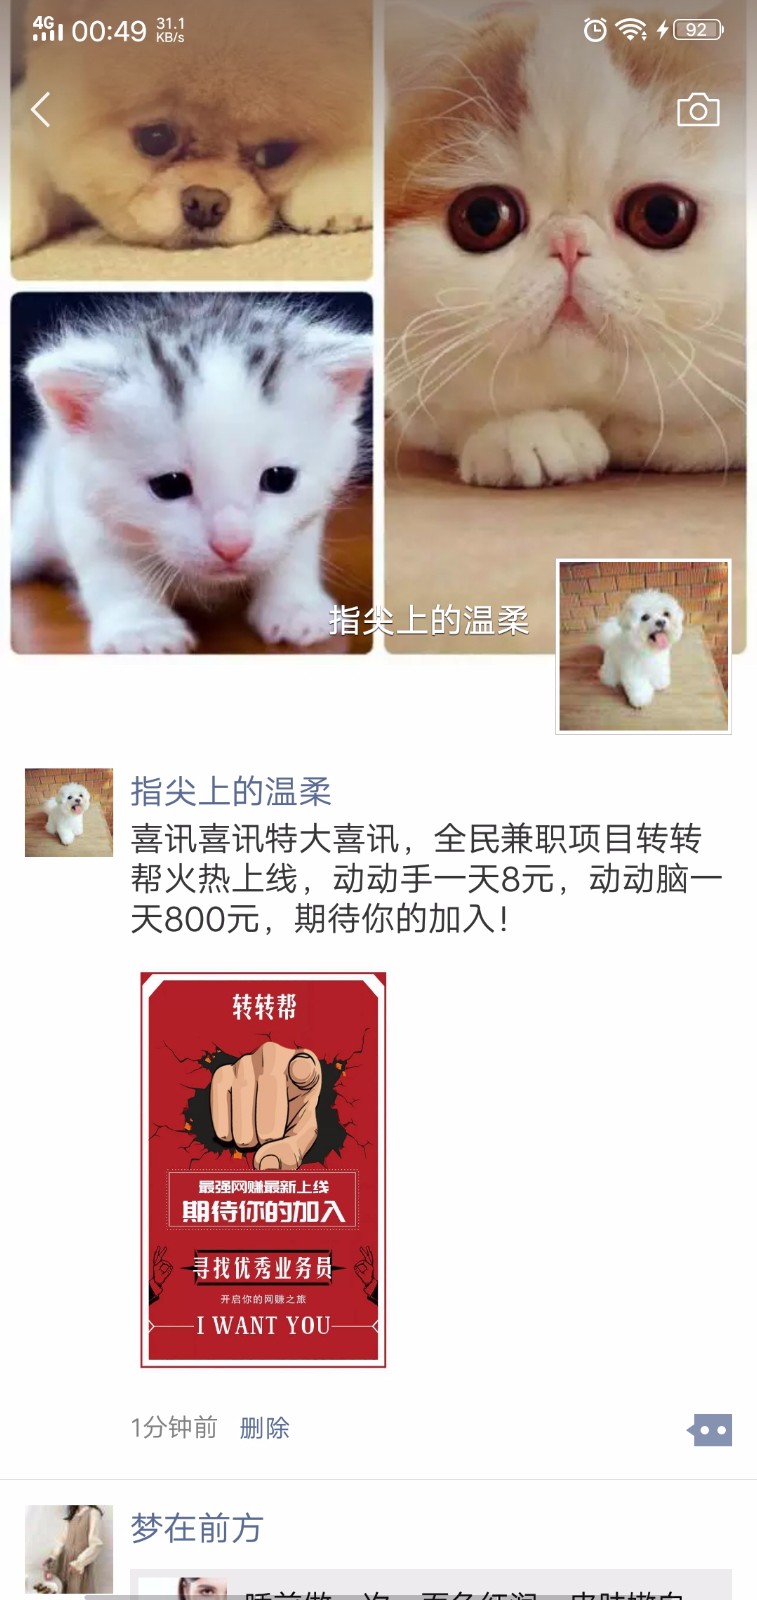 4G 00:49 31.1 KB/s 92
指尖上的温柔
指尖上的温柔
喜讯喜讯特大喜讯，全民兼职项目转转
帮火热上线，动动手一天8元，动动脑一
天800元，期待你的加入！
转转帮
最强网赚最新上线
期待你的加入
寻找优秀业务员
开启你的网赚之旅
I WANT YOU
1分钟前 删除
梦在前方